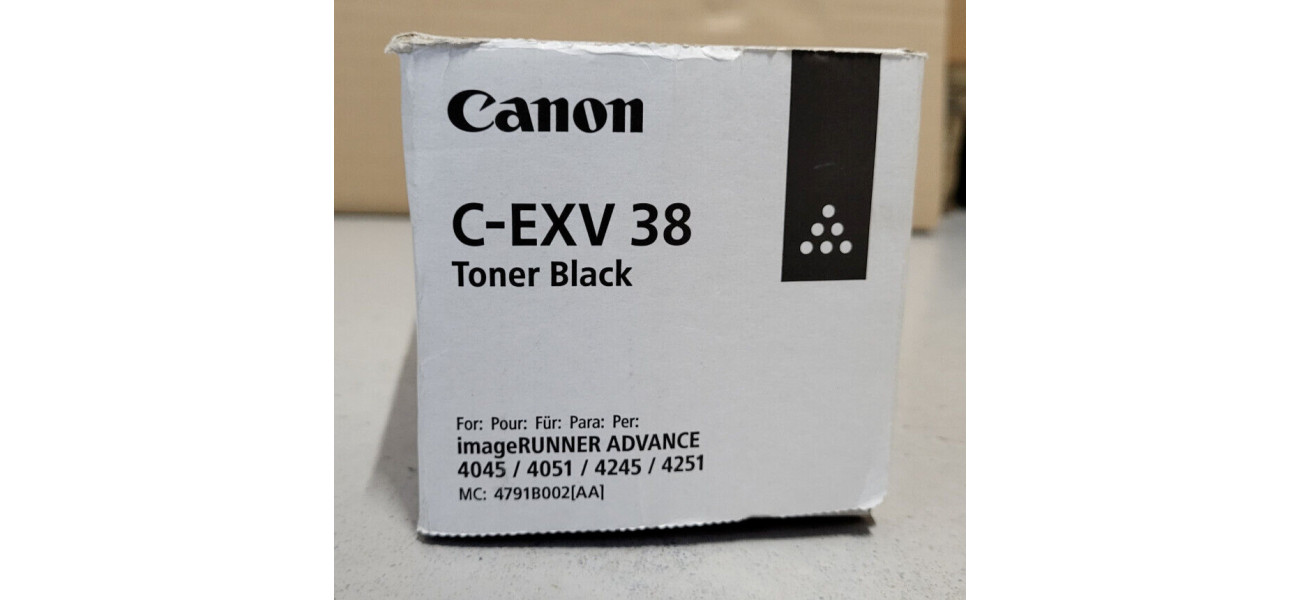 Canon
C-EXV 38
Toner Black
For: Pour: Für: Para: Per:
imageRUNNER ADVANCE
4045 / 4051 / 4245 / 4251
MC: 4791B002[AA]